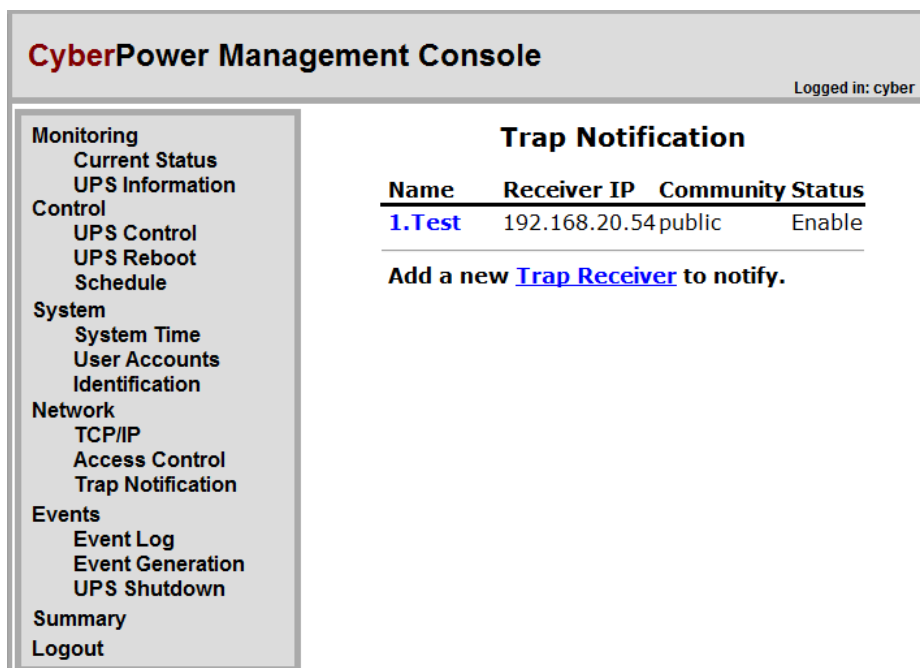 CyberPower Management Console
Logged in: cyber
Monitoring
Current Status
UPS Information
Control
UPS Control
UPS Reboot
Schedule
System
System Time
User Accounts
Identification
Network
TCP/IP
Access Control
Trap Notification
Events
Event Log
Event Generation
UPS Shutdown
Summary
Logout
Trap Notification
Name Receiver IP Community Status
1.Test 192.168.20.54 public Enable
Add a new Trap Receiver to notify.